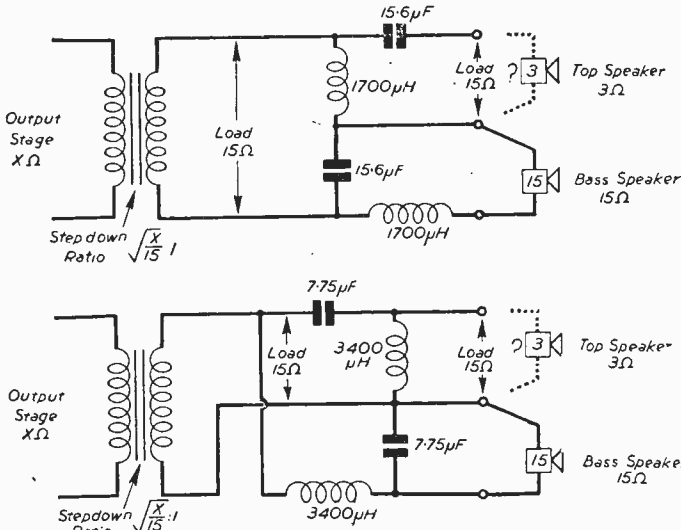 15·6µF
Load
15Ω
?
3
Top Speaker
3Ω
1700µH
Output
Stage
XΩ
Load
15Ω
15·6µF
15
Bass Speaker
15Ω
Stepdown
Ratio
√X/15 :1
1700µH
7·75µF
Load
15Ω
3400
µH
Load
15Ω
?
3
Top Speaker
3Ω
Output
Stage
XΩ
7·75µF
15
Bass Speaker
15Ω
Stepdown
Ratio
√X/15 :1
3400µH